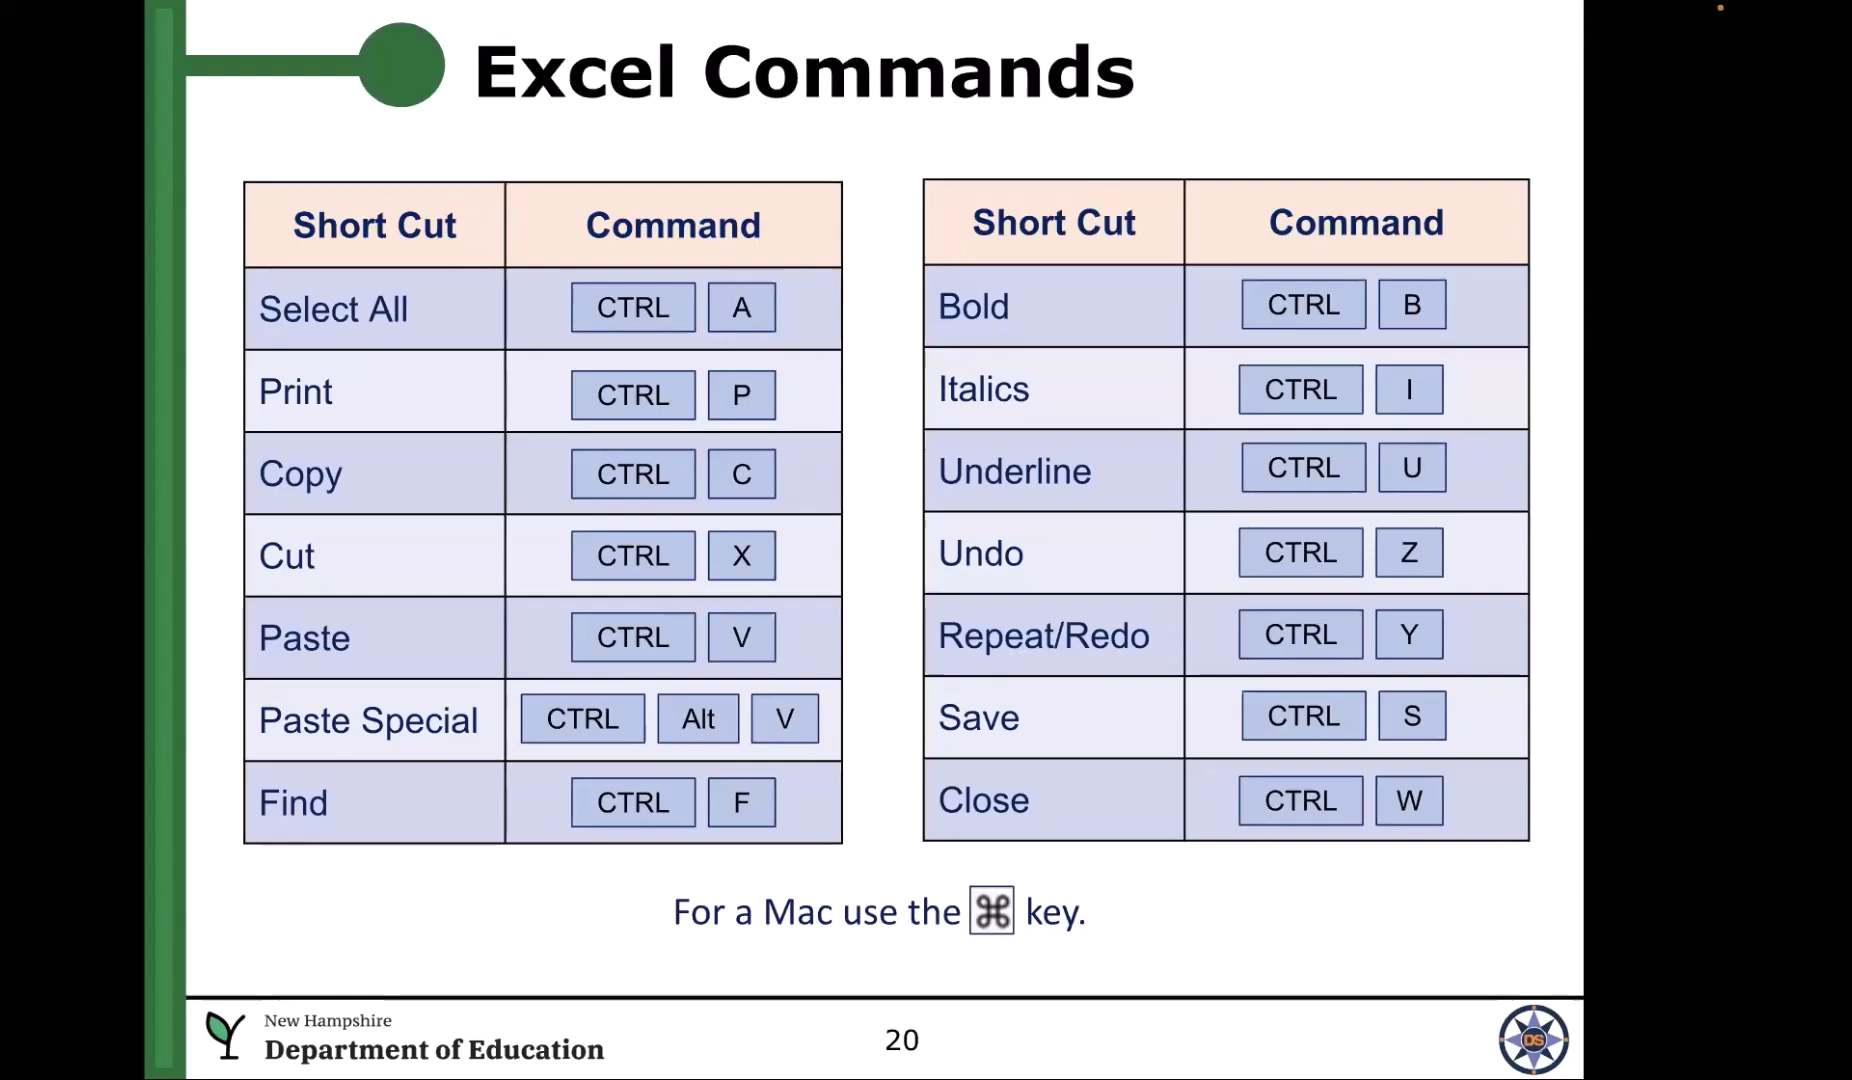 Excel Commands
Short Cut Command
Select All CTRL A
Print CTRL P
Copy CTRL C
Cut CTRL X
Paste CTRL V
Paste Special CTRL Alt V
Find CTRL F
Short Cut Command
Bold CTRL B
Italics CTRL I
Underline CTRL U
Undo CTRL Z
Repeat/Redo CTRL Y
Save CTRL S
Close CTRL W
For a Mac use the ⌘ key.
New Hampshire
Department of Education
20
DS